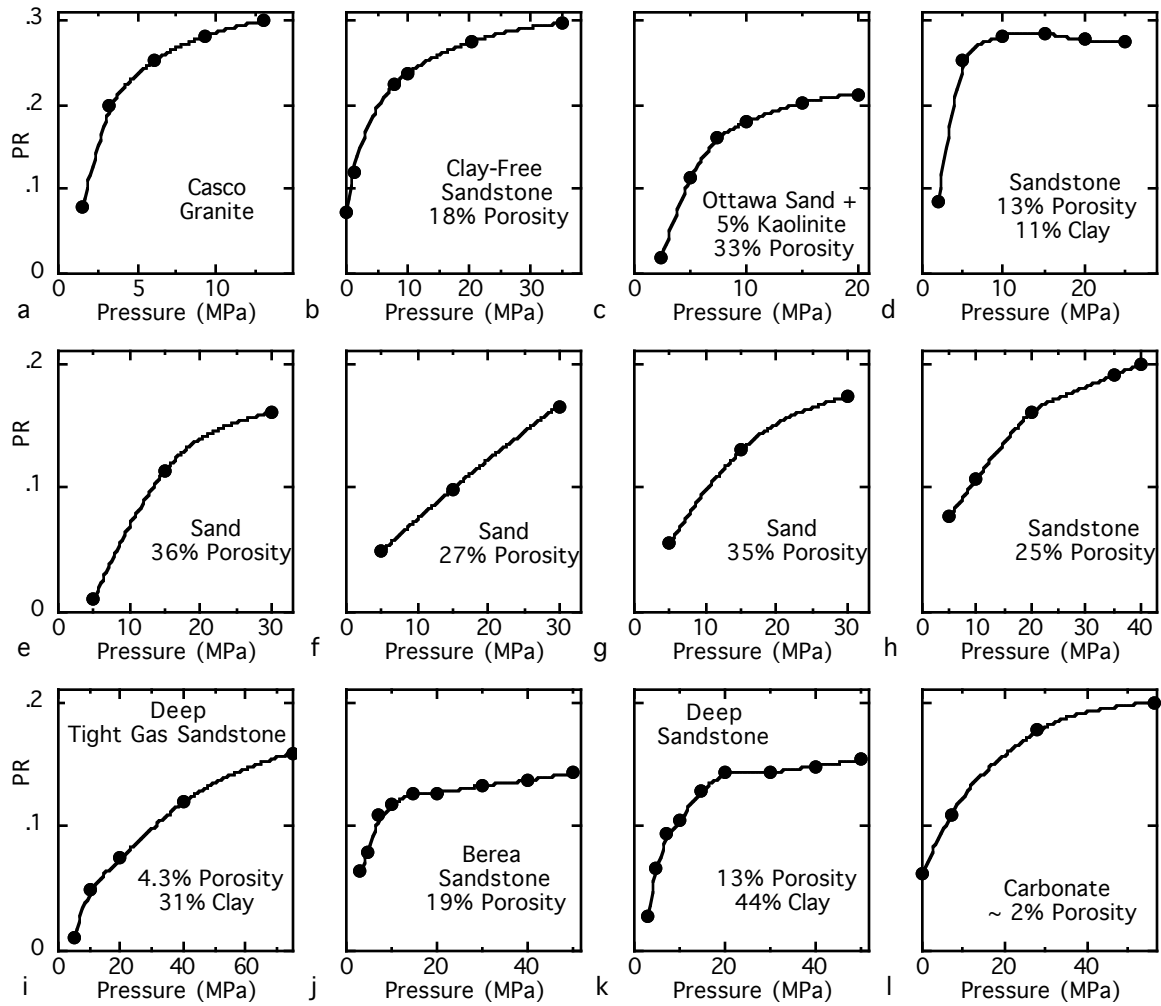 .3
.2
.1
0
PR
Casco
Granite
0
5
10
Pressure (MPa)
a
Clay-Free
Sandstone
18% Porosity
0
10
20
30
Pressure (MPa)
b
Ottawa Sand +
5% Kaolinite
33% Porosity
0
10
20
Pressure (MPa)
c
Sandstone
13% Porosity
11% Clay
0
10
20
Pressure (MPa)
d
.2
.1
0
PR
Sand
36% Porosity
0
10
20
30
Pressure (MPa)
e
Sand
27% Porosity
0
10
20
30
Pressure (MPa)
f
Sand
35% Porosity
0
10
20
30
Pressure (MPa)
g
Sandstone
25% Porosity
0
10
20
30
40
Pressure (MPa)
h
.2
.1
0
PR
Deep
Tight Gas Sandstone
4.3% Porosity
31% Clay
0
20
40
60
Pressure (MPa)
i
Berea
Sandstone
19% Porosity
0
20
40
Pressure (MPa)
j
Deep
Sandstone
13% Porosity
44% Clay
0
20
40
Pressure (MPa)
k
Carbonate
~ 2% Porosity
0
20
40
Pressure (MPa)
l